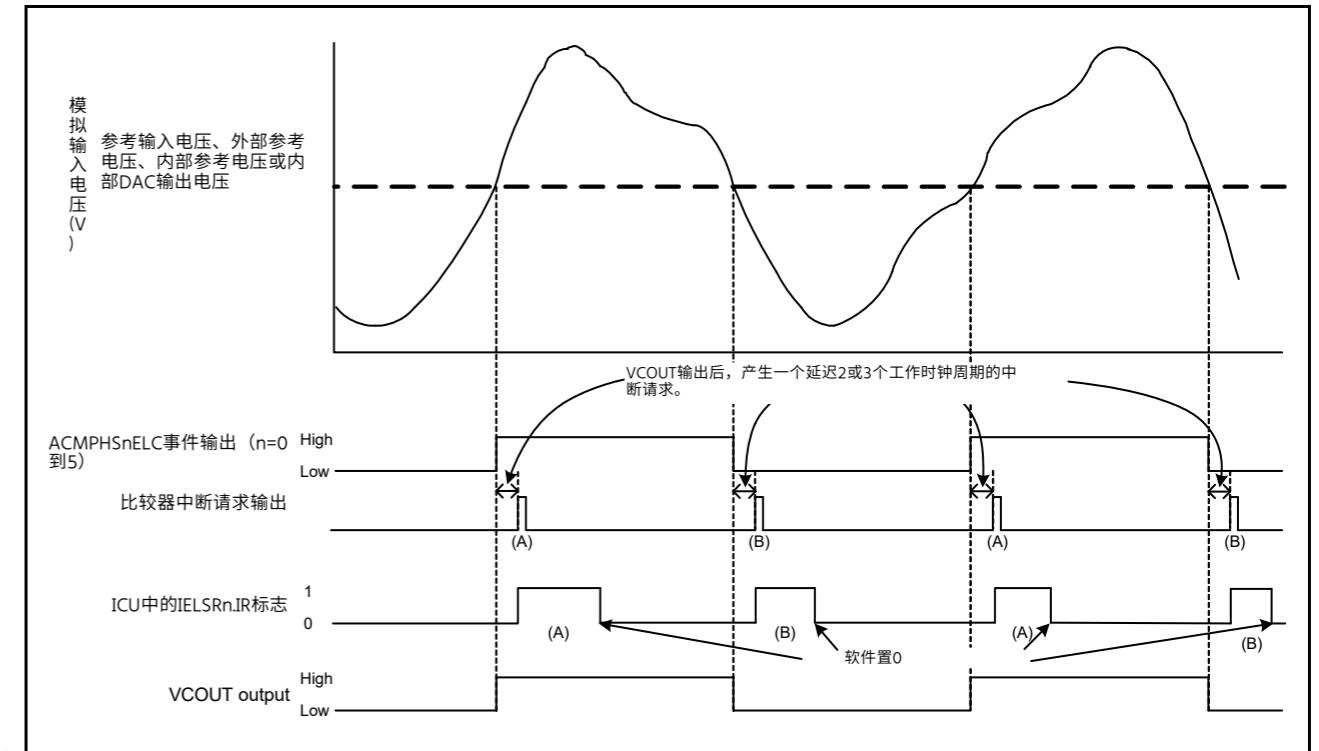 模
拟
输
入
电
压
(V
)
参考输入电压、外部参考
电压、内部参考电压或内
部DAC输出电压
VCOUT输出后，产生一个延迟2或3个工作时钟周期的中
断请求。
ACMPHSnELC事件输出（n=0
到5）
High
Low
比较器中断请求输出
(A)
(B)
(A)
(B)
ICU中的IELSRn.IR标志
1
0
(A)
(B)
(A)
(B)
软件置0
VCOUT output
High
Low